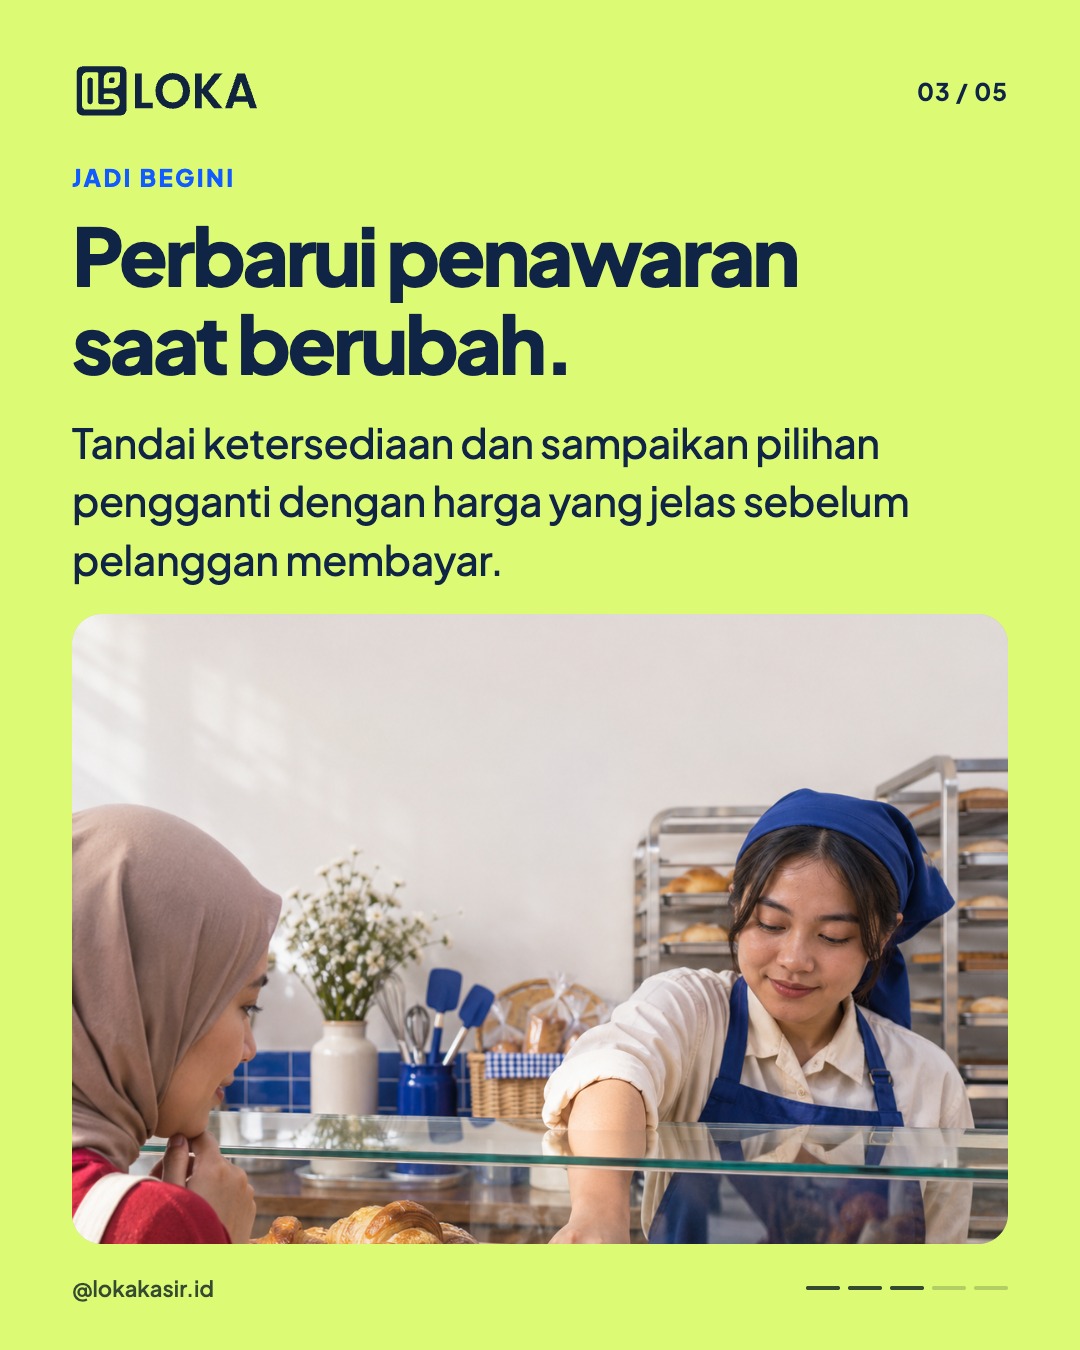 LOKA
03 / 05
JADI BEGINI
Perbarui penawaran
saat berubah.
Tandai ketersediaan dan sampaikan pilihan
pengganti dengan harga yang jelas sebelum
pelanggan membayar.
@lokakasir.id